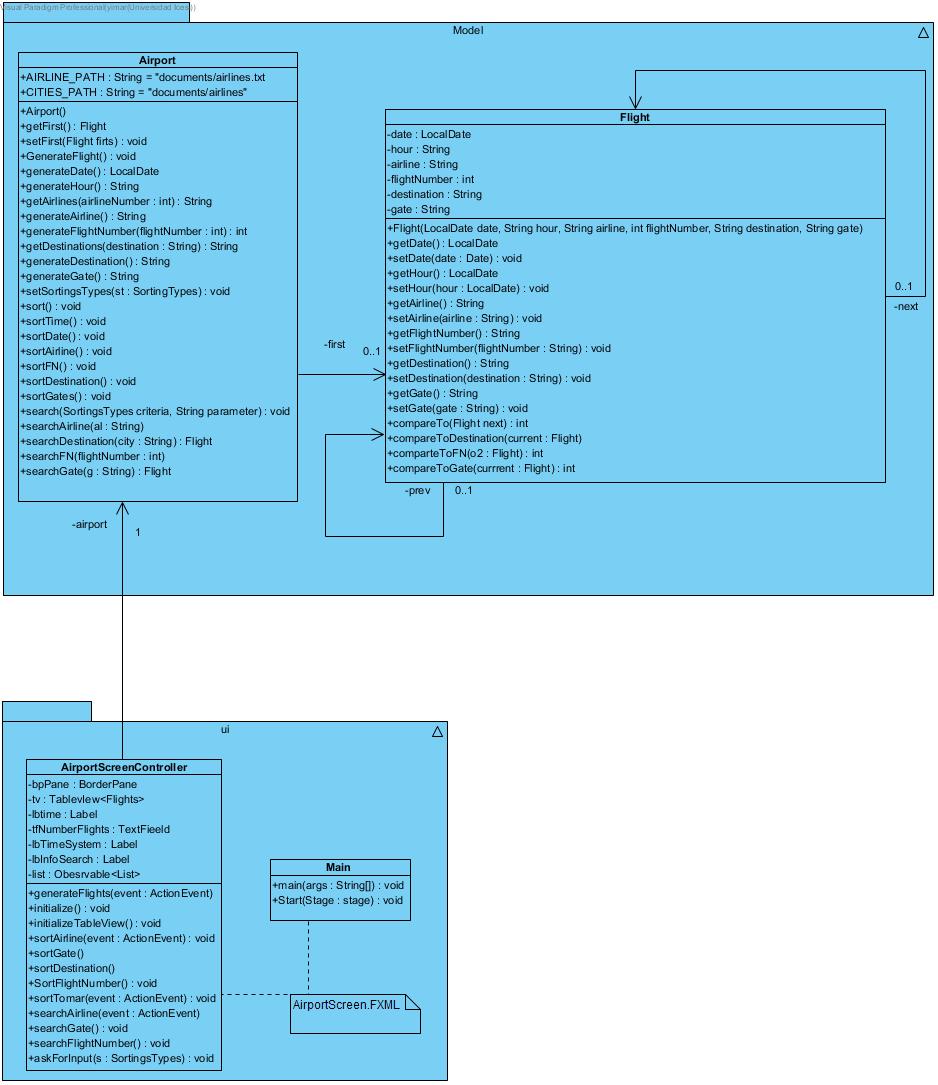 Visual Paradigm Professional(yimar(Universidad Icesi))
Model
Airport
+AIRLINE_PATH : String = "documents/airlines.txt
+CITIES_PATH : String = "documents/airlines"
+Airport()
+getFirst() : Flight
+setFirst(Flight firts) : void
+GenerateFlight() : void
+generateDate() : LocalDate
+generateHour() : String
+getAirlines(airlineNumber : int) : String
+generateAirline() : String
+generateFlightNumber(flightNumber : int) : int
+getDestinations(destination : String) : String
+generateDestination() : String
+generateGate() : String
+setSortingsTypes(st : SortingTypes) : void
+sort() : void
+sortTime() : void
+sortDate() : void
+sortAirline() : void
+sortFN() : void
+sortDestination() : void
+sortGates() : void
+search(SortingsTypes criteria, String parameter) : void
+searchAirline(al : String)
+searchDestination(city : String) : Flight
+searchFN(flightNumber : int)
+searchGate(g : String) : Flight
-first
0..1
Flight
-date : LocalDate
-hour : String
-airline : String
-flightNumber : int
-destination : String
-gate : String
+Flight(LocalDate date, String hour, String airline, int flightNumber, String destination, String gate)
+getDate() : LocalDate
+setDate(date : Date) : void
+getHour() : LocalDate
+setHour(hour : LocalDate) : void
+getAirline() : String
+setAirline(airline : String) : void
+getFlightNumber() : String
+setFlightNumber(flightNumber : String) : void
+getDestination() : String
+setDestination(destination : String) : void
+getGate() : String
+setGate(gate : String) : void
+compareTo(Flight next) : int
+compareToDestination(current : Flight)
+comparteToFN(o2 : Flight) : int
+compareToGate(currrent : Flight) : int
0..1
-next
-prev
0..1
-airport
1
ui
AirportScreenController
-bpPane : BorderPane
-tv : TableView<Flights>
-lbtime : Label
-tfNumberFlights : TextFieeld
-lbTimeSystem : Label
-lbInfoSearch : Label
-list : Obesrvable<List>
+generateFlights(event : ActionEvent)
+initialize() : void
+initializeTableView() : void
+sortAirline(event : ActionEvent) : void
+sortGate()
+sortDestination()
+SortFlightNumber() : void
+sortTomar(event : ActionEvent) : void
+searchAirline(event : ActionEvent)
+searchGate() : void
+searchFlightNumber() : void
+askForInput(s : SortingsTypes) : void
Main
+main(args : String[]) : void
+Start(Stage : stage) : void
AirportScreen.FXML